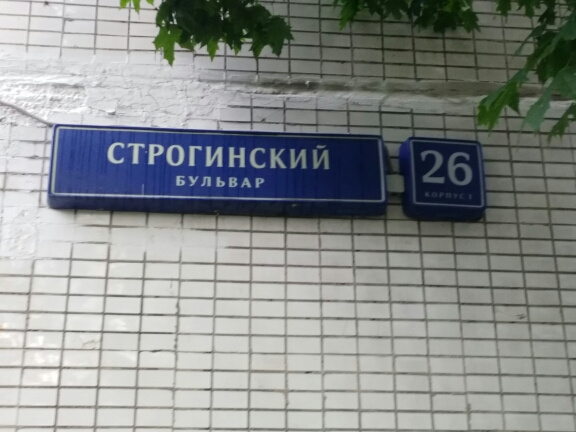 СТРОГИНСКИЙ
БУЛЬВАР
26
КОРПУС